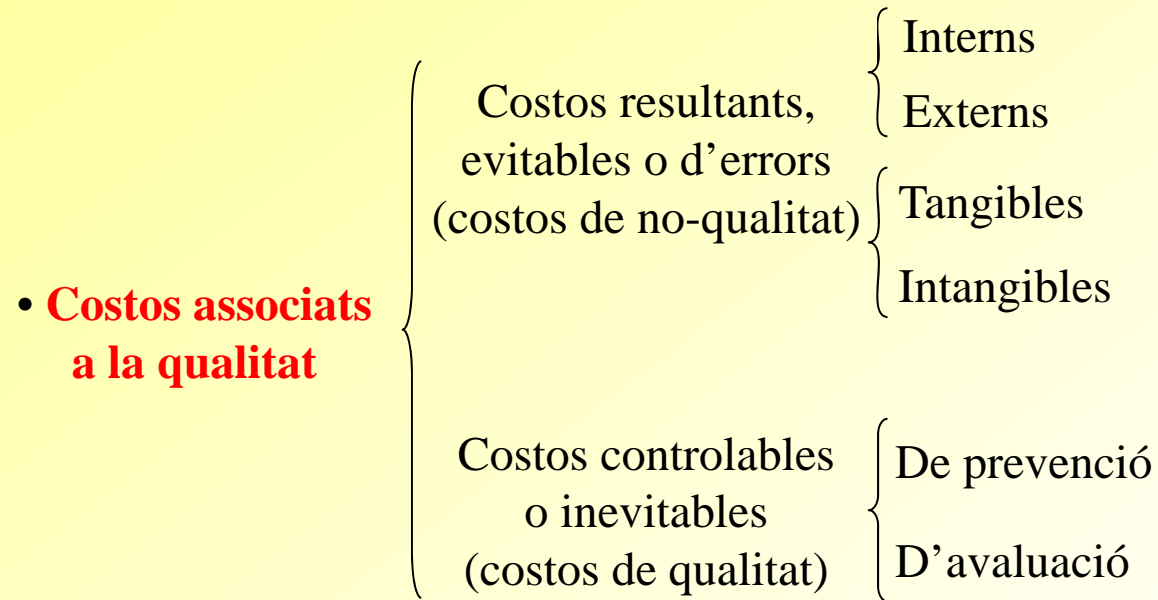 • Costos associats
a la qualitat
Costos resultants,
evitables o d’errors
(costos de no-qualitat)
Interns
Externs
Tangibles
Intangibles
Costos controlables
o inevitables
(costos de qualitat)
De prevenció
D’avaluació